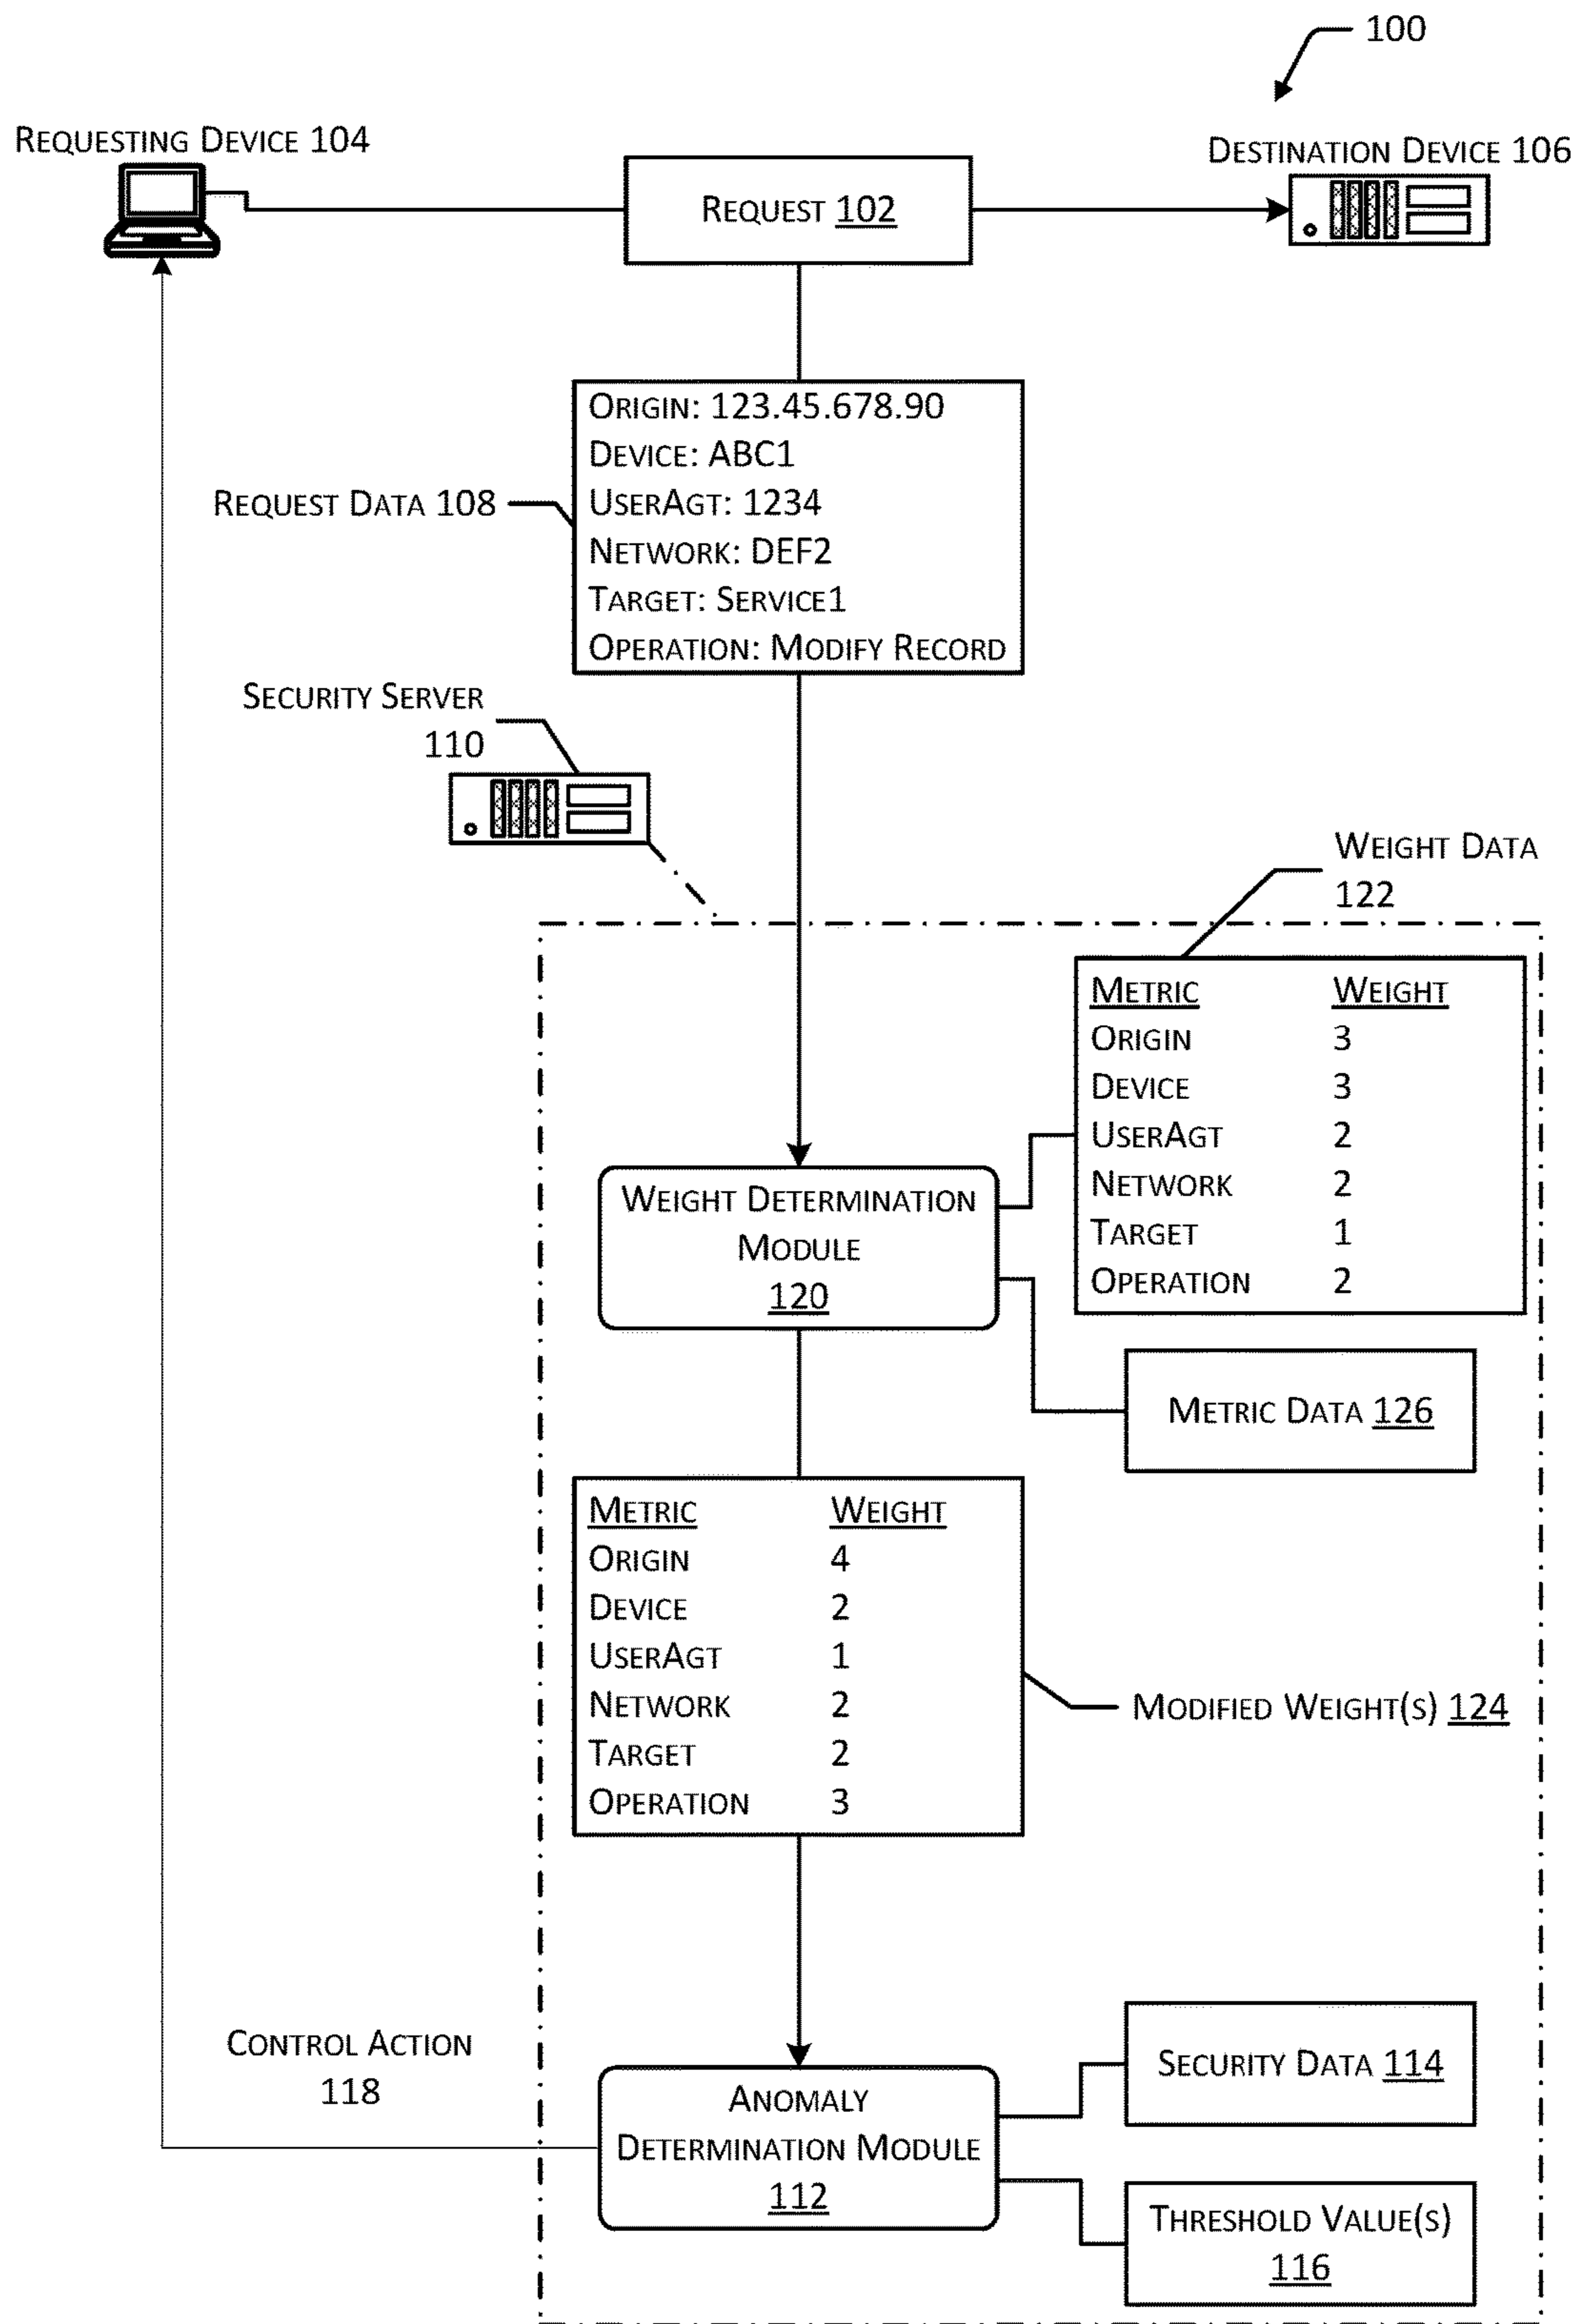 100
Requesting Device 104
Destination Device 106
Request 102
Origin: 123.45.678.90
Device: ABC1
UserAgt: 1234
Network: DEF2
Target: Service1
Operation: Modify Record
Request Data 108
Security Server
110
Weight Data
122
Metric Weight
Origin 3
Device 3
UserAgt 2
Network 2
Target 1
Operation 2
Weight Determination
Module
120
Metric Data 126
Metric Weight
Origin 4
Device 2
UserAgt 1
Network 2
Target 2
Operation 3
Modified Weight(s) 124
Control Action
118
Anomaly
Determination Module
112
Security Data 114
Threshold Value(s)
116